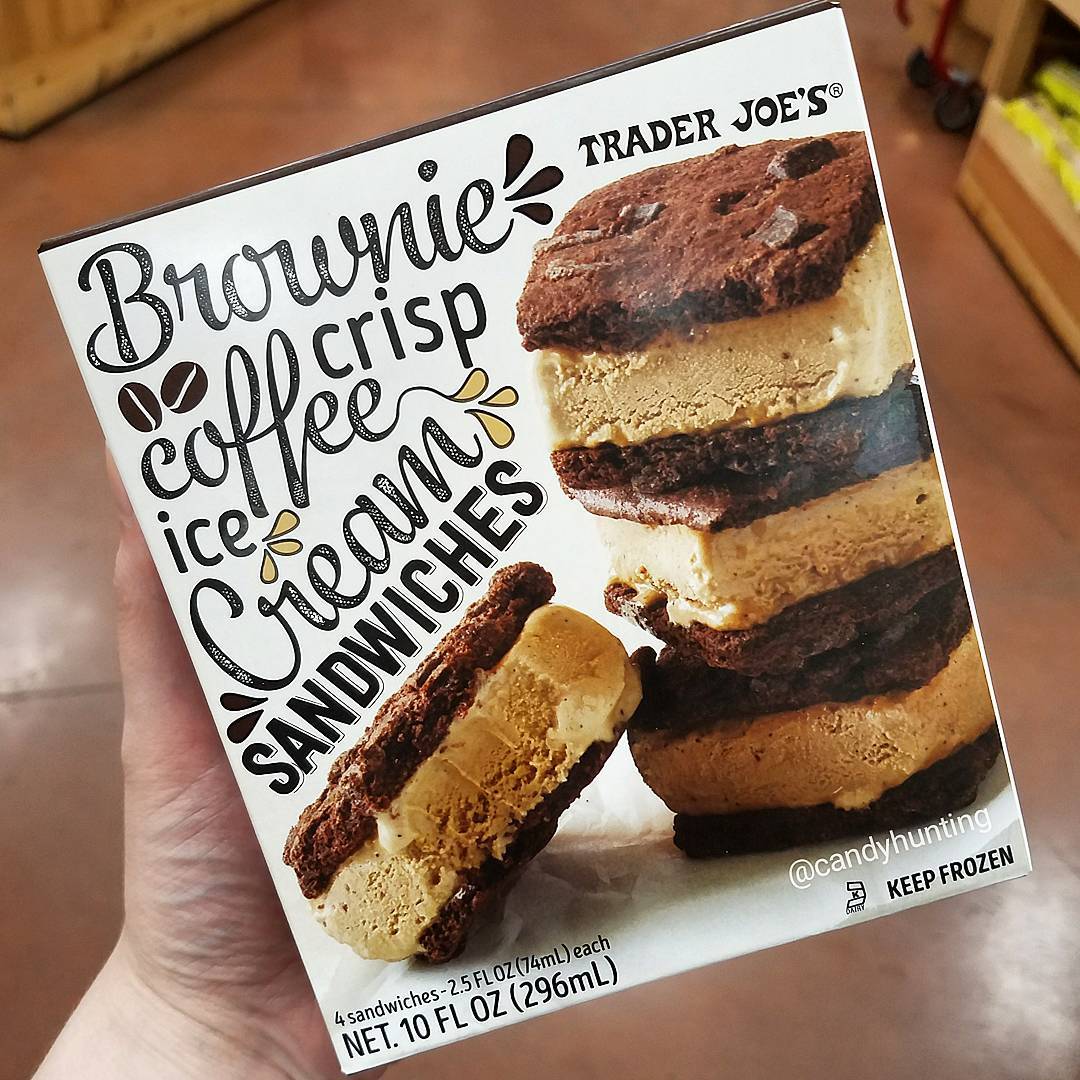 TRADER JOE'S®
Brownie
crisp
coffee
ice
Cream
SANDWICHES
@candyhunting
K
DAIRY
KEEP FROZEN
4 sandwiches - 2.5 FL OZ (74mL) each
NET. 10 FL OZ (296mL)